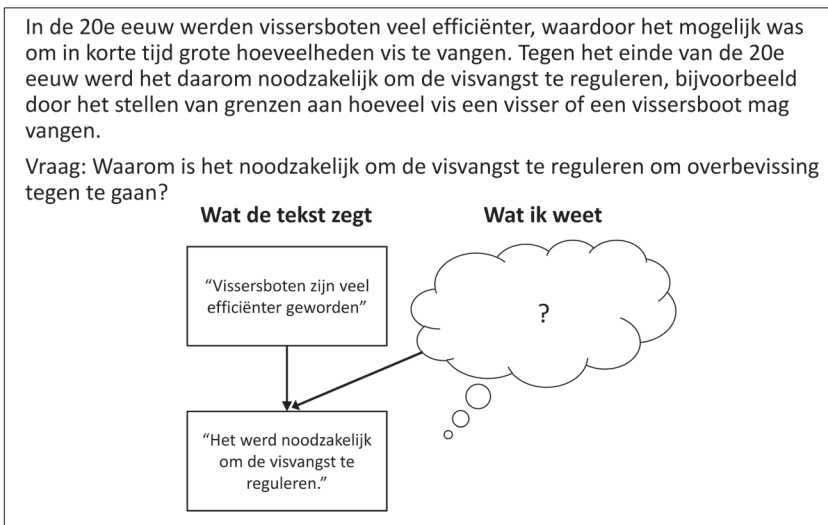 In de 20e eeuw werden vissersboten veel efficiënter, waardoor het mogelijk was
om in korte tijd grote hoeveelheden vis te vangen. Tegen het einde van de 20e
eeuw werd het daarom noodzakelijk om de visvangst te reguleren, bijvoorbeeld
door het stellen van grenzen aan hoeveel vis een visser of een vissersboot mag
vangen.
Vraag: Waarom is het noodzakelijk om de visvangst te reguleren om overbevissing
tegen te gaan?
Wat de tekst zegt
Wat ik weet
“Vissersboten zijn veel
efficiënter geworden”
?
“Het werd noodzakelijk
om de visvangst te
reguleren.”